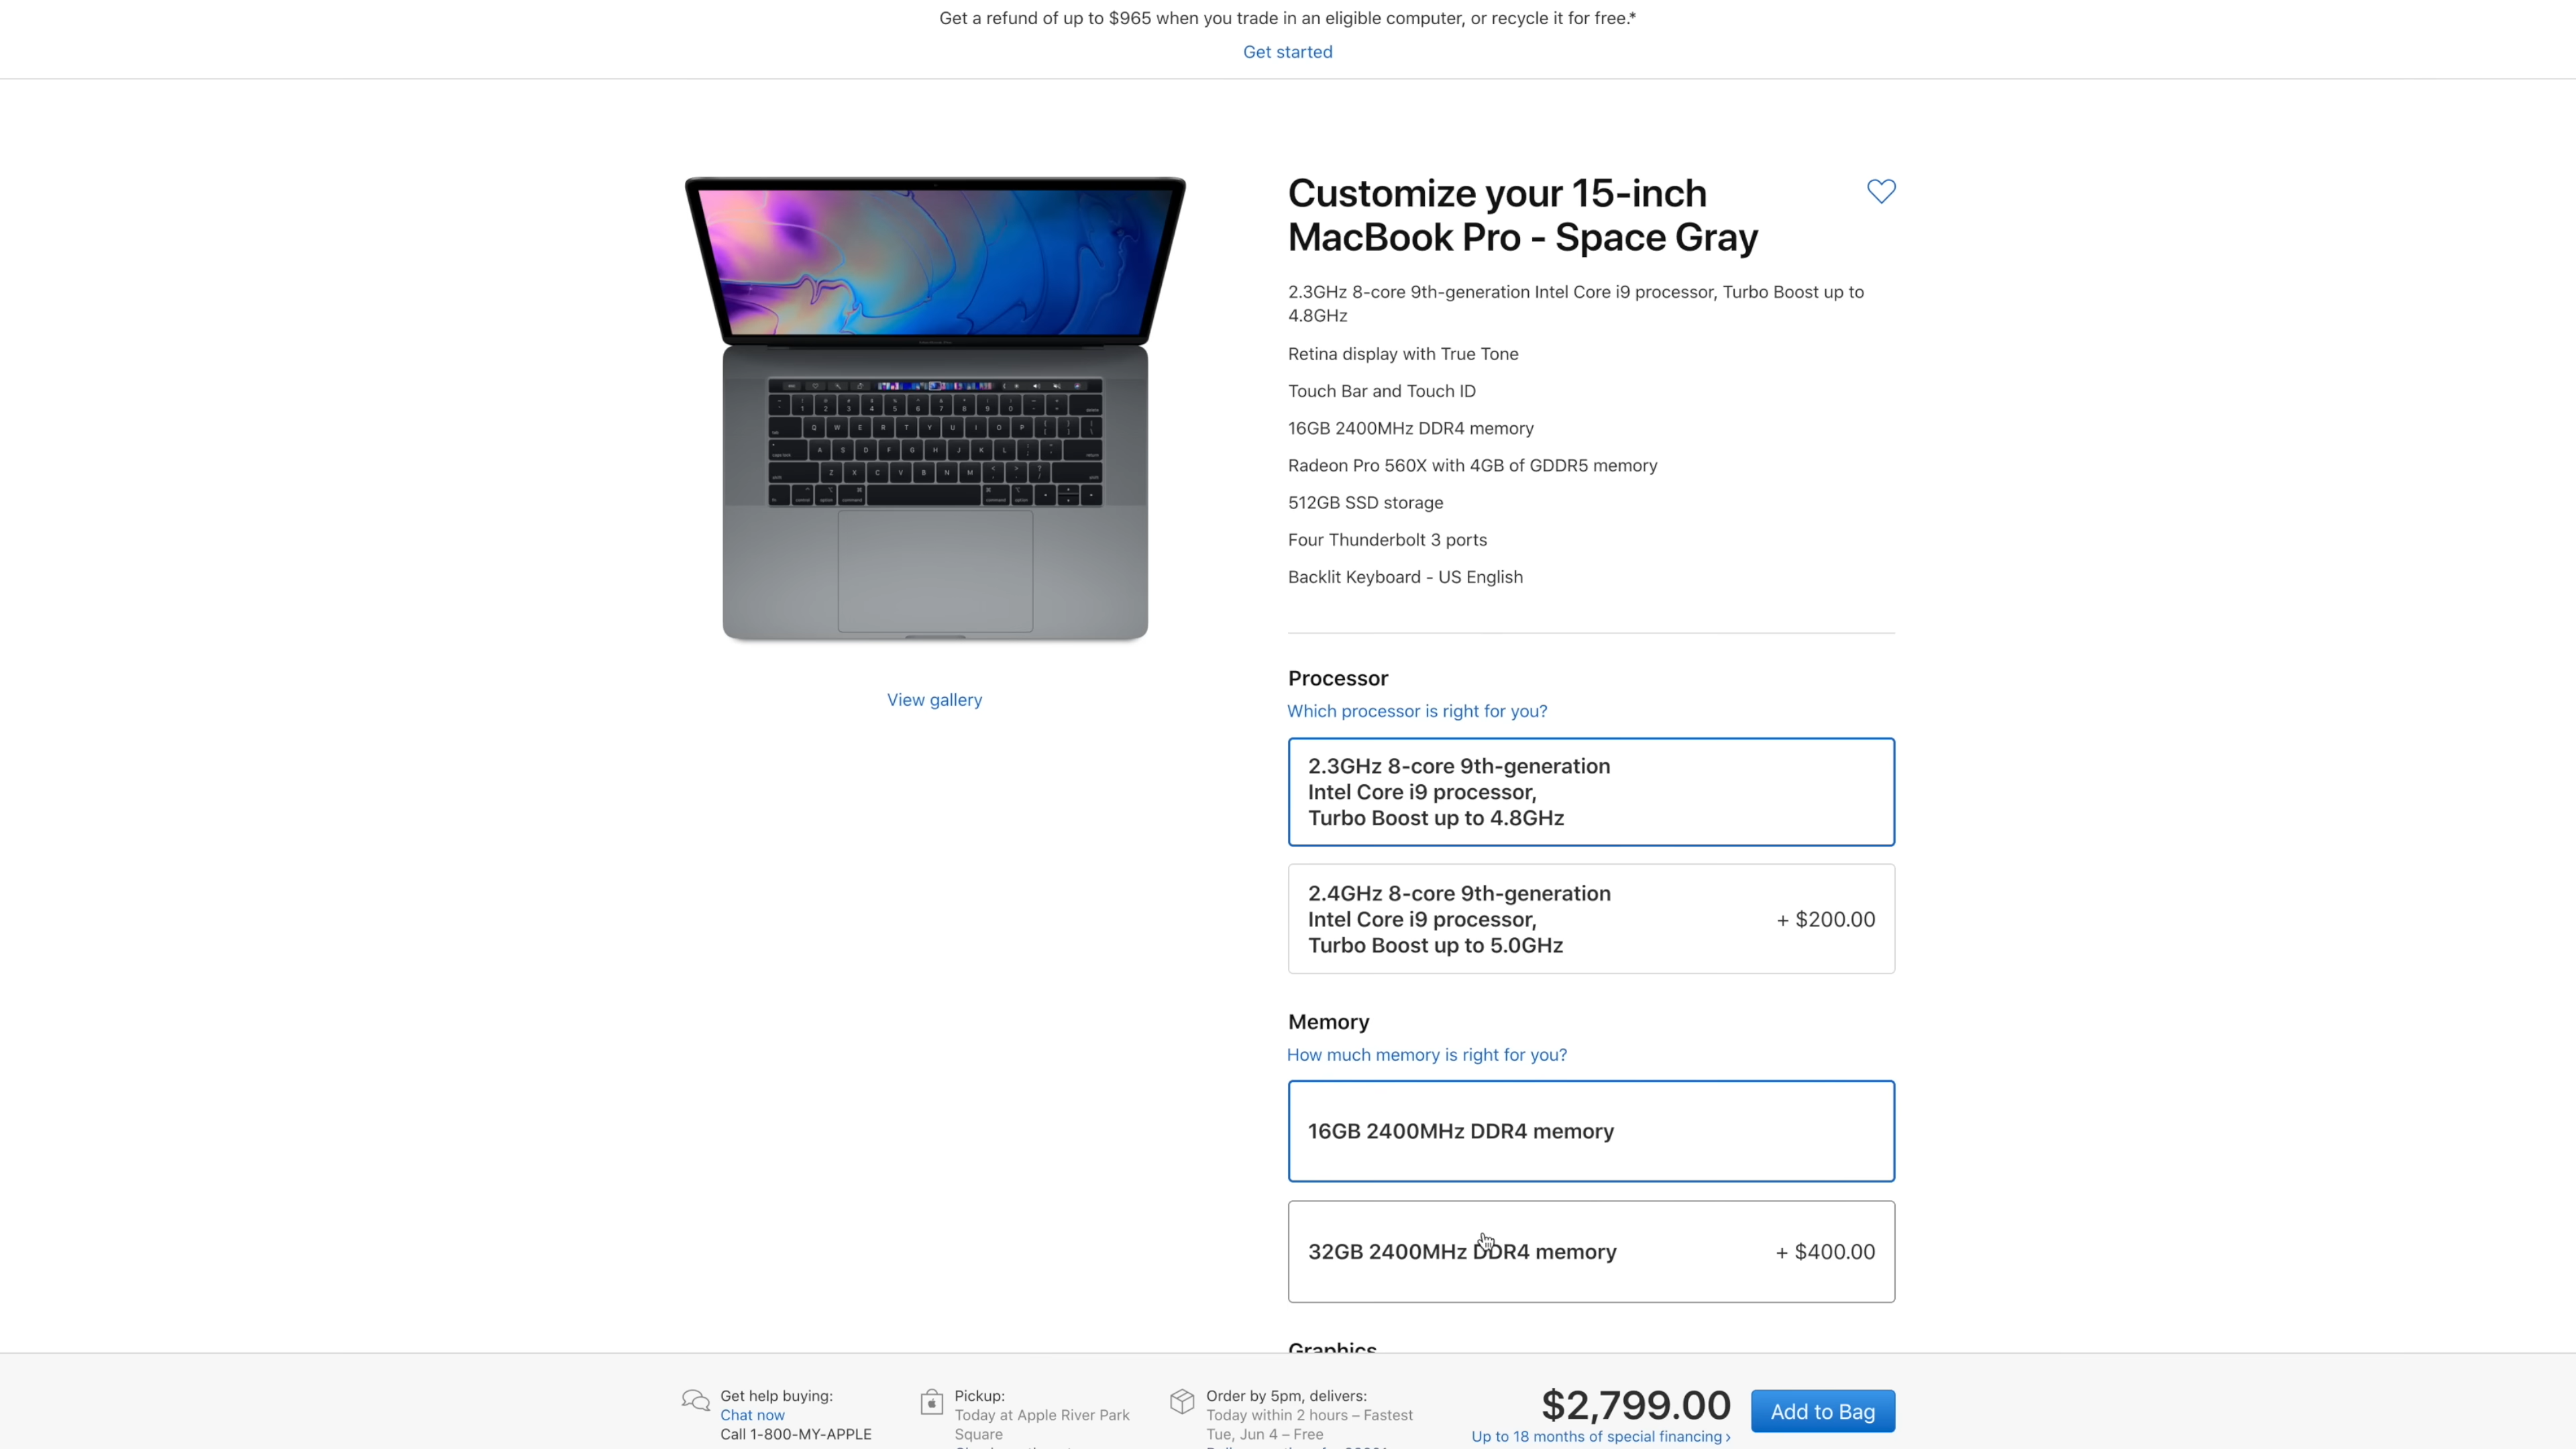 Get a refund of up to $965 when you trade in an eligible computer, or recycle it for free.*
Get started
Customize your 15-inch
MacBook Pro - Space Gray
2.3GHz 8-core 9th-generation Intel Core i9 processor, Turbo Boost up to
4.8GHz
Retina display with True Tone
Touch Bar and Touch ID
16GB 2400MHz DDR4 memory
Radeon Pro 560X with 4GB of GDDR5 memory
512GB SSD storage
Four Thunderbolt 3 ports
Backlit Keyboard - US English
View gallery
Processor
Which processor is right for you?
2.3GHz 8-core 9th-generation
Intel Core i9 processor,
Turbo Boost up to 4.8GHz
2.4GHz 8-core 9th-generation
Intel Core i9 processor,
Turbo Boost up to 5.0GHz
+ $200.00
Memory
How much memory is right for you?
16GB 2400MHz DDR4 memory
32GB 2400MHz DDR4 memory
+ $400.00
Graphics
Get help buying:
Chat now
Call 1-800-MY-APPLE
Pickup:
Today at Apple River Park
Square
Order by 5pm, delivers:
Today within 2 hours – Fastest
Tue, Jun 4 – Free
$2,799.00
Up to 18 months of special financing ›
Add to Bag